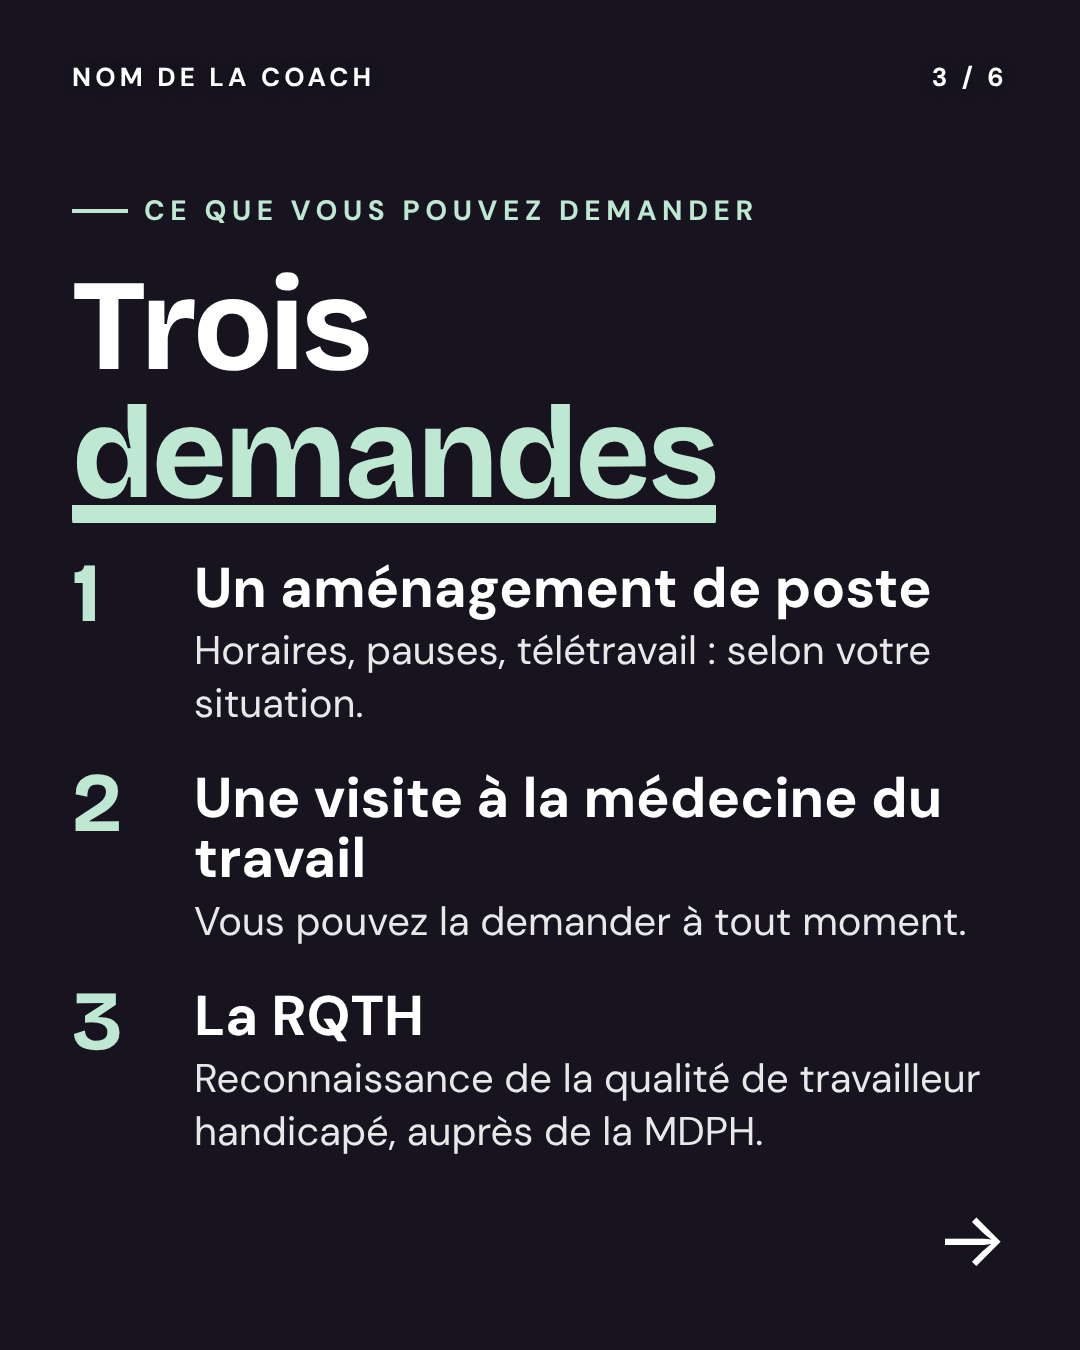 NOM DE LA COACH
3 / 6
CE QUE VOUS POUVEZ DEMANDER
Trois
demandes
1
Un aménagement de poste
Horaires, pauses, télétravail : selon votre
situation.
2
Une visite à la médecine du
travail
Vous pouvez la demander à tout moment.
3
La RQTH
Reconnaissance de la qualité de travailleur
handicapé, auprès de la MDPH.
→